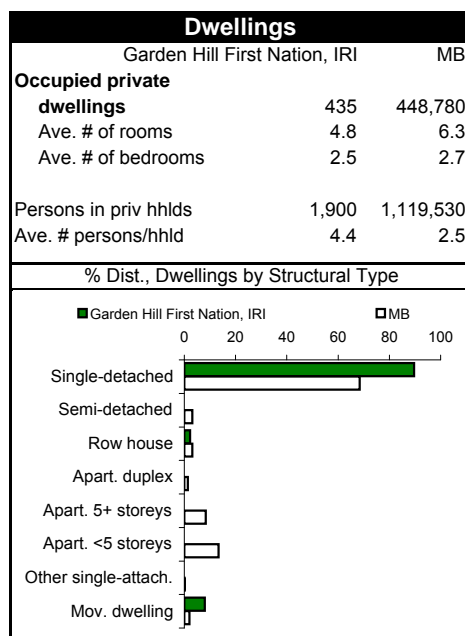 Dwellings
Garden Hill First Nation, IRI MB
Occupied private
dwellings 435 448,780
Ave. # of rooms 4.8 6.3
Ave. # of bedrooms 2.5 2.7
Persons in priv hhlds 1,900 1,119,530
Ave. # persons/hhld 4.4 2.5
% Dist., Dwellings by Structural Type
Garden Hill First Nation, IRI MB
0 20 40 60 80 100
Single-detached
Semi-detached
Row house
Apart. duplex
Apart. 5+ storeys
Apart. <5 storeys
Other single-attach.
Mov. dwelling